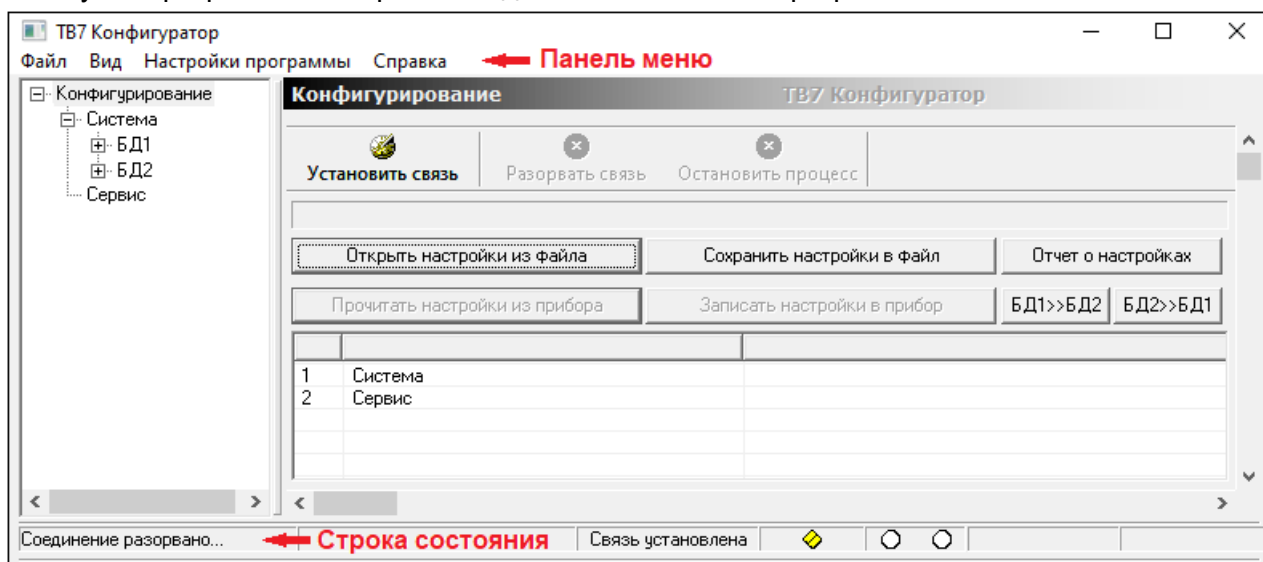 ТВ7 Конфигуратор
Файл Вид Настройки программы Справка Панель меню
Конфигурирование
Система
БД1
БД2
Сервис
Конфигурирование ТВ7 Конфигуратор
Установить связь Разорвать связь Остановить процесс
Открыть настройки из файла Сохранить настройки в файл Отчет о настройках
Прочитать настройки из прибора Записать настройки в прибор БД1>>БД2 БД2>>БД1
1 Система
2 Сервис
Соединение разорвано... Строка состояния Связь установлена